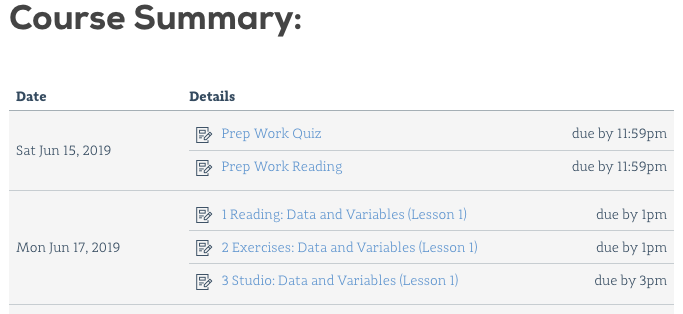 Course Summary:
Date Details
Prep Work Quiz due by 11:59pm
Sat Jun 15, 2019
Prep Work Reading due by 11:59pm
1 Reading: Data and Variables (Lesson 1) due by 1pm
Mon Jun 17, 2019 2 Exercises: Data and Variables (Lesson 1) due by 1pm
3 Studio: Data and Variables (Lesson 1) due by 3pm